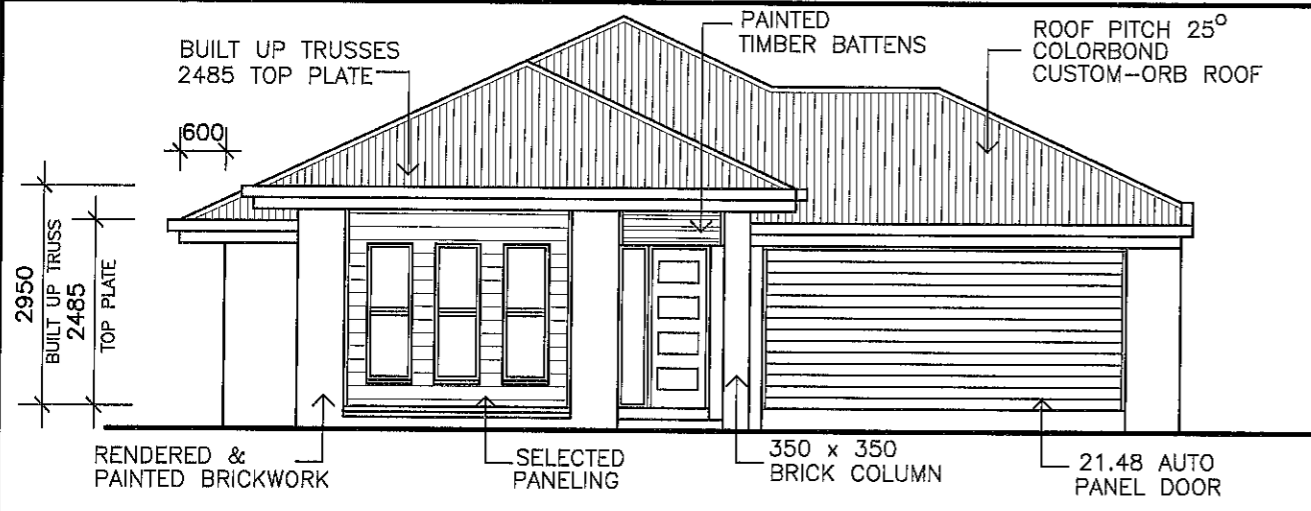 BUILT UP TRUSSES
2485 TOP PLATE
PAINTED
TIMBER BATTENS
ROOF PITCH 25°
COLORBOND
CUSTOM-ORB ROOF
600
2950
BUILT UP TRUSS
2485
TOP PLATE
RENDERED &
PAINTED BRICKWORK
SELECTED
PANELING
350 x 350
BRICK COLUMN
21.48 AUTO
PANEL DOOR